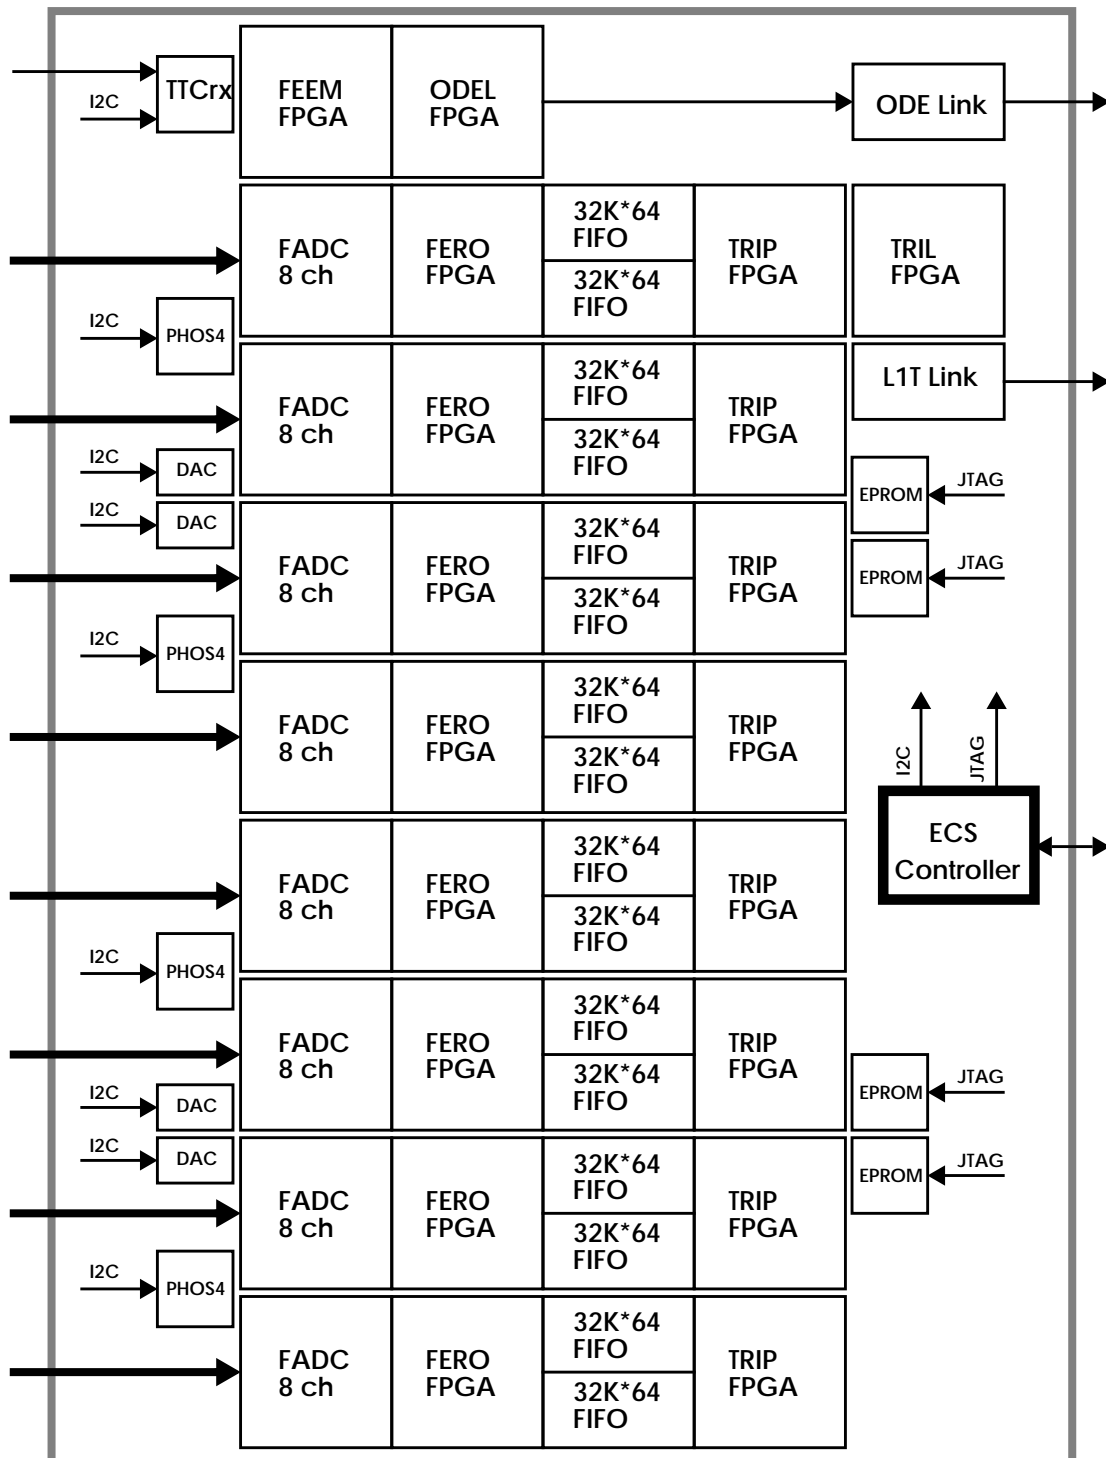 TTCrx
I2C
FEEM
FPGA
ODEL
FPGA
ODE Link
FADC
8 ch
FERO
FPGA
32K*64
FIFO
32K*64
FIFO
TRIP
FPGA
TRIL
FPGA
I2C
PHOS4
L1T Link
FADC
8 ch
FERO
FPGA
32K*64
FIFO
32K*64
FIFO
TRIP
FPGA
I2C
DAC
EPROM
JTAG
I2C
DAC
FADC
8 ch
FERO
FPGA
32K*64
FIFO
32K*64
FIFO
TRIP
FPGA
EPROM
JTAG
I2C
PHOS4
FADC
8 ch
FERO
FPGA
32K*64
FIFO
32K*64
FIFO
TRIP
FPGA
I2C
JTAG
ECS
Controller
FADC
8 ch
FERO
FPGA
32K*64
FIFO
32K*64
FIFO
TRIP
FPGA
I2C
PHOS4
FADC
8 ch
FERO
FPGA
32K*64
FIFO
32K*64
FIFO
TRIP
FPGA
I2C
DAC
EPROM
JTAG
I2C
DAC
FADC
8 ch
FERO
FPGA
32K*64
FIFO
32K*64
FIFO
TRIP
FPGA
EPROM
JTAG
I2C
PHOS4
FADC
8 ch
FERO
FPGA
32K*64
FIFO
32K*64
FIFO
TRIP
FPGA